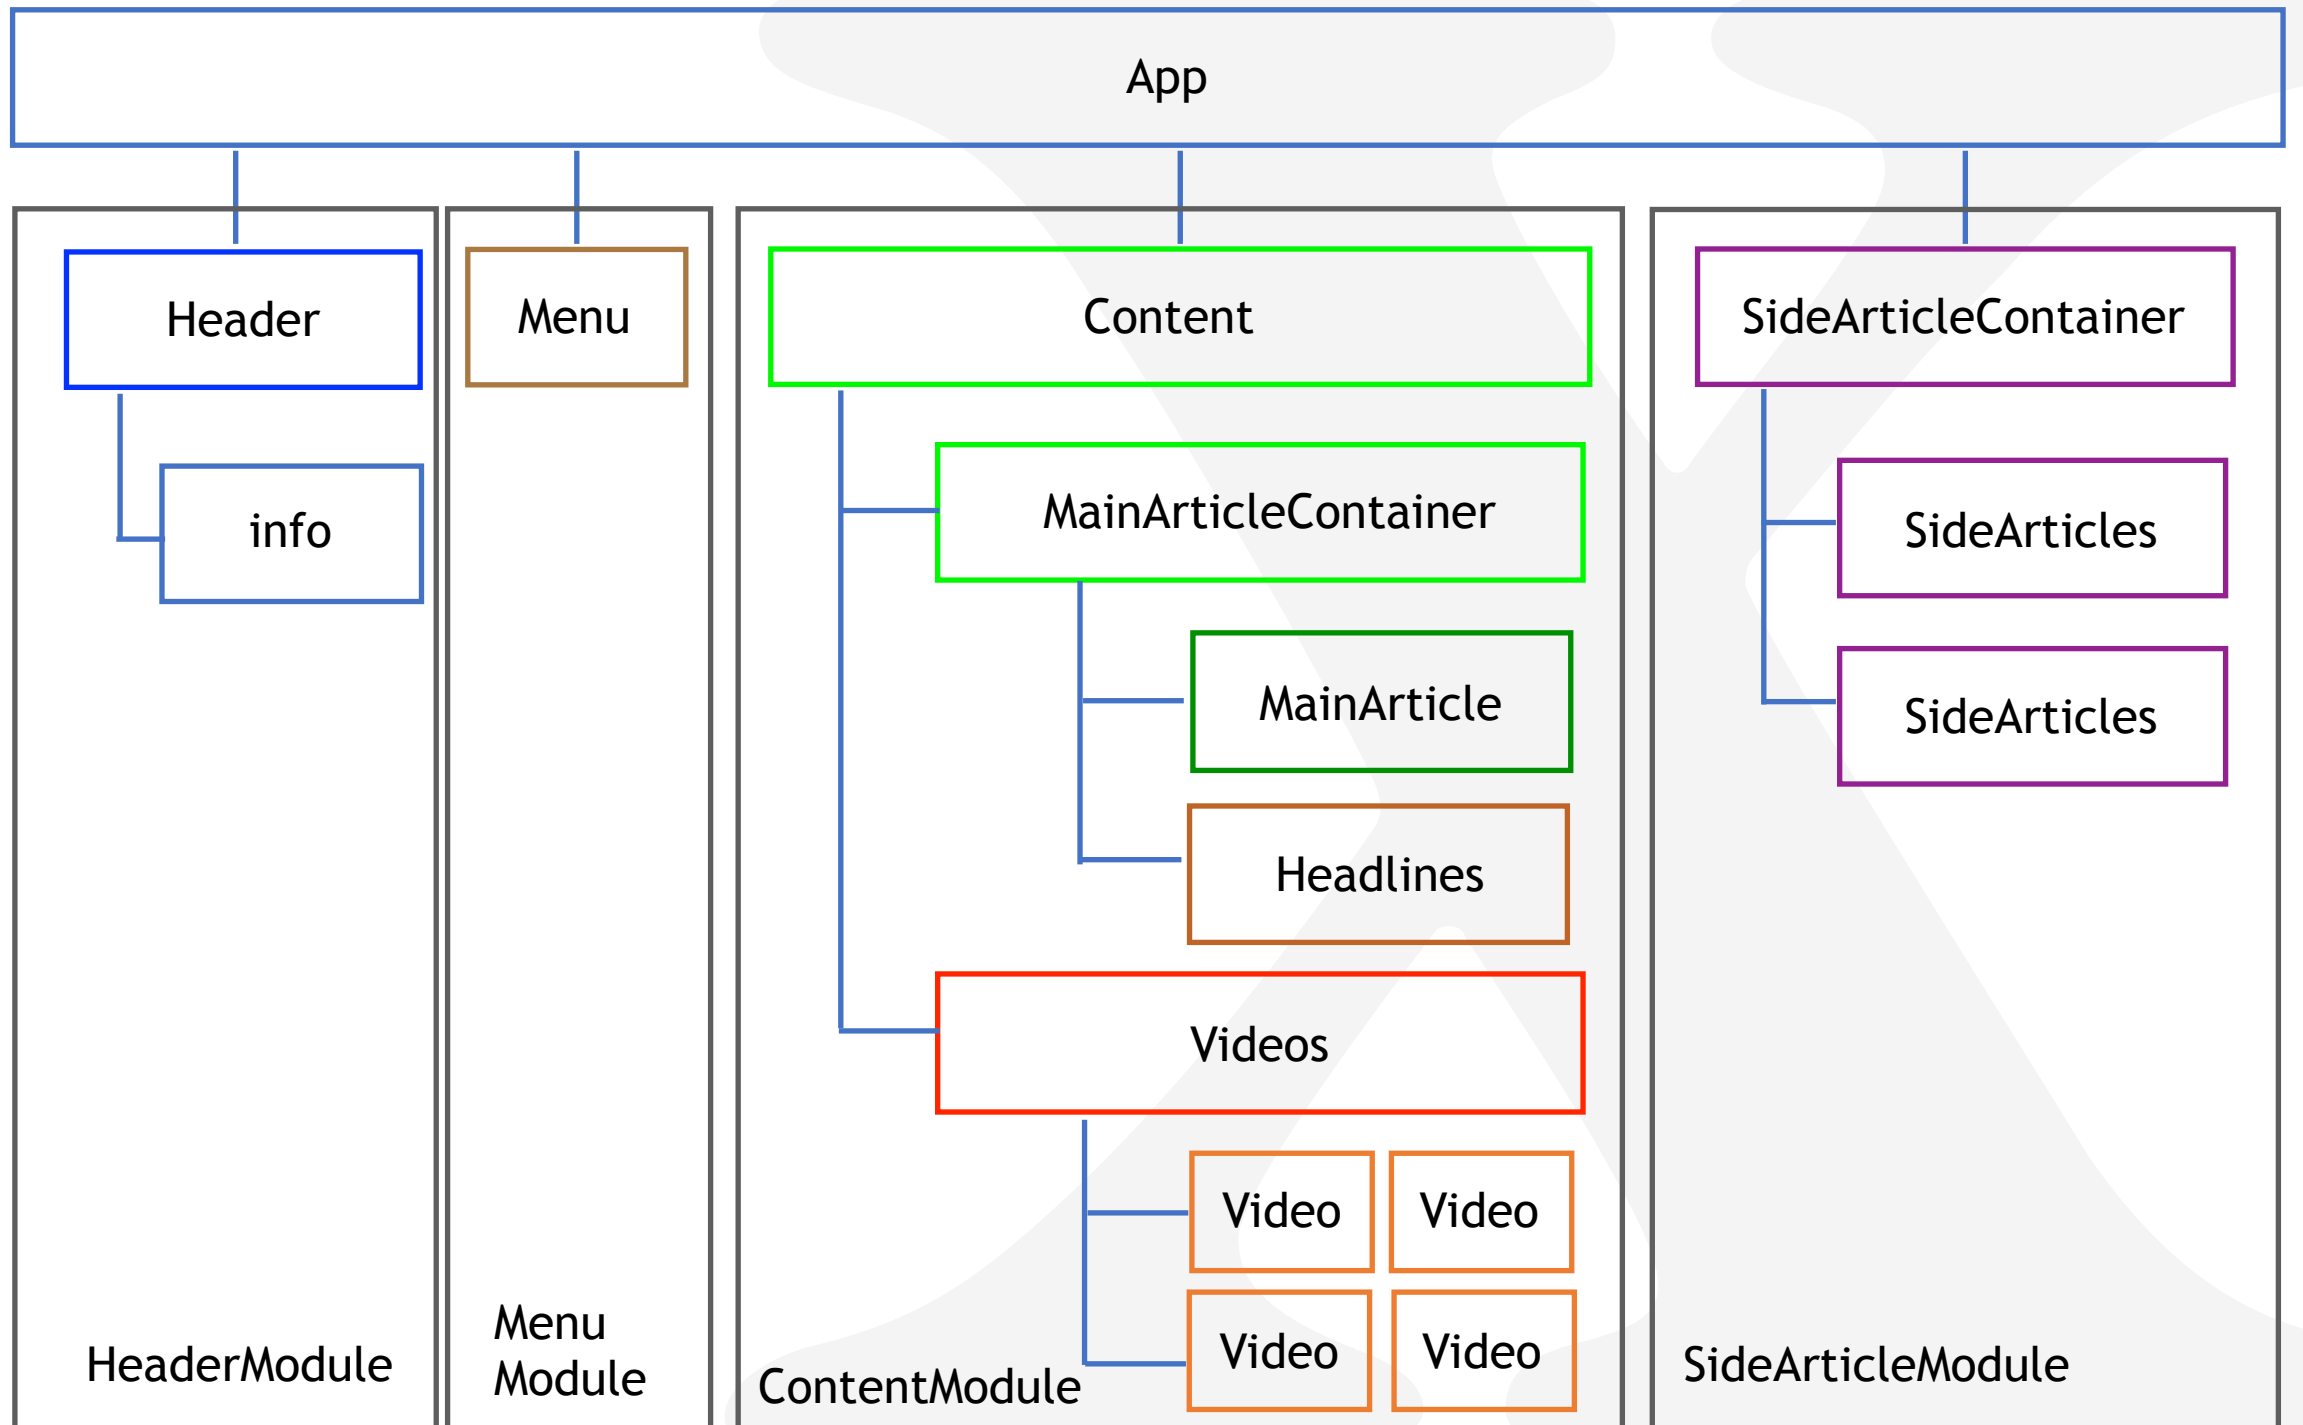 App
Header
Menu
Content
SideArticleContainer
info
MainArticleContainer
SideArticles
MainArticle
SideArticles
Headlines
Videos
Video
Video
Video
Video
HeaderModule
Menu
Module
ContentModule
SideArticleModule